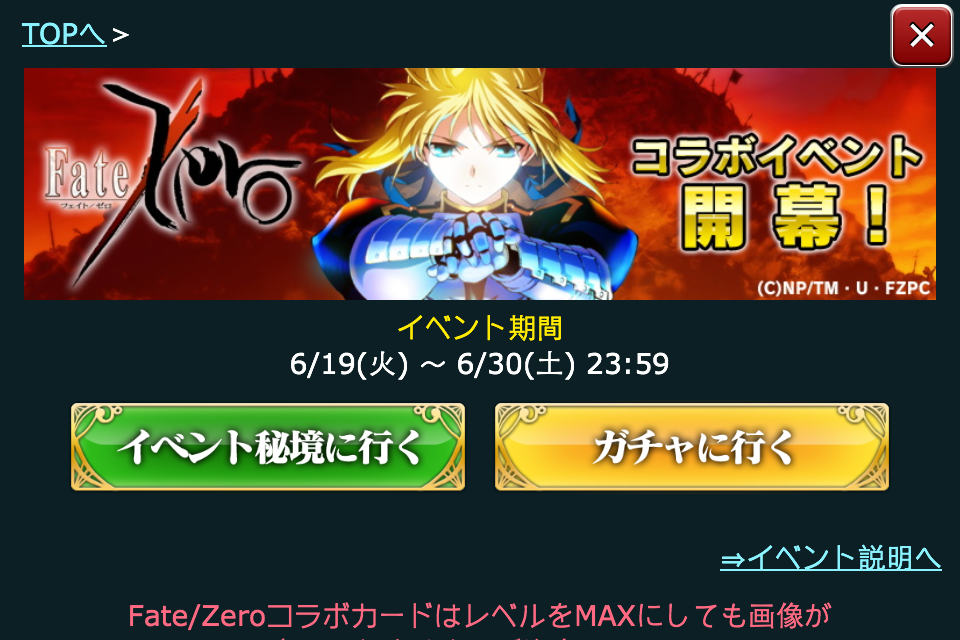 TOPへ >
Fate/Zero
フェイト/ゼロ
コラボイベント
開幕!
(C)NP/TM・U・FZPC
イベント期間
6/19(火) ～ 6/30(土) 23:59
イベント秘境に行く
ガチャに行く
⇒イベント説明へ
Fate/ZeroコラボカードはレベルをMAXにしても画像が